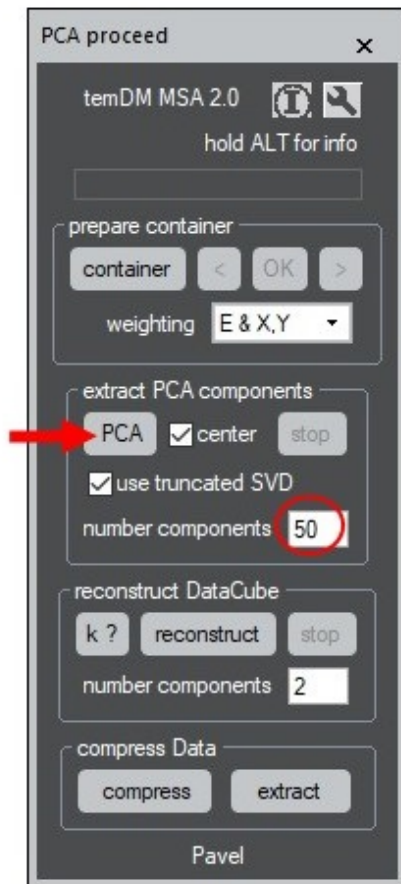 PCA proceed x
temDM MSA 2.0
hold ALT for info
prepare container
container < OK >
weighting E & X,Y
extract PCA components
PCA center stop
use truncated SVD
number components 50
reconstruct DataCube
k ? reconstruct stop
number components 2
compress Data
compress extract
Pavel